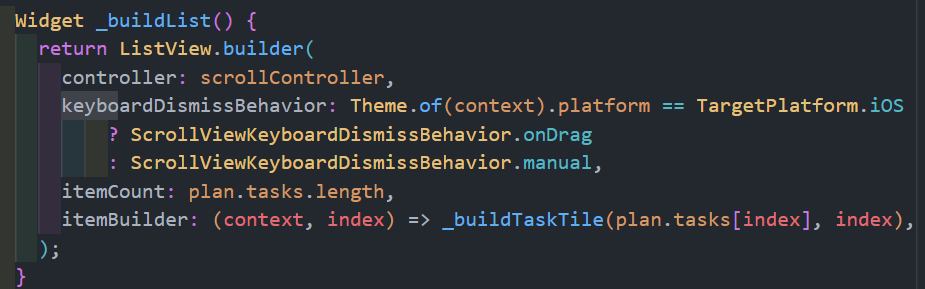 Widget _buildList() {
return ListView.builder(
controller: scrollController,
keyboardDismissBehavior: Theme.of(context).platform == TargetPlatform.iOS
? ScrollViewKeyboardDismissBehavior.onDrag
: ScrollViewKeyboardDismissBehavior.manual,
itemCount: plan.tasks.length,
itemBuilder: (context, index) => _buildTaskTile(plan.tasks[index], index),
);
}